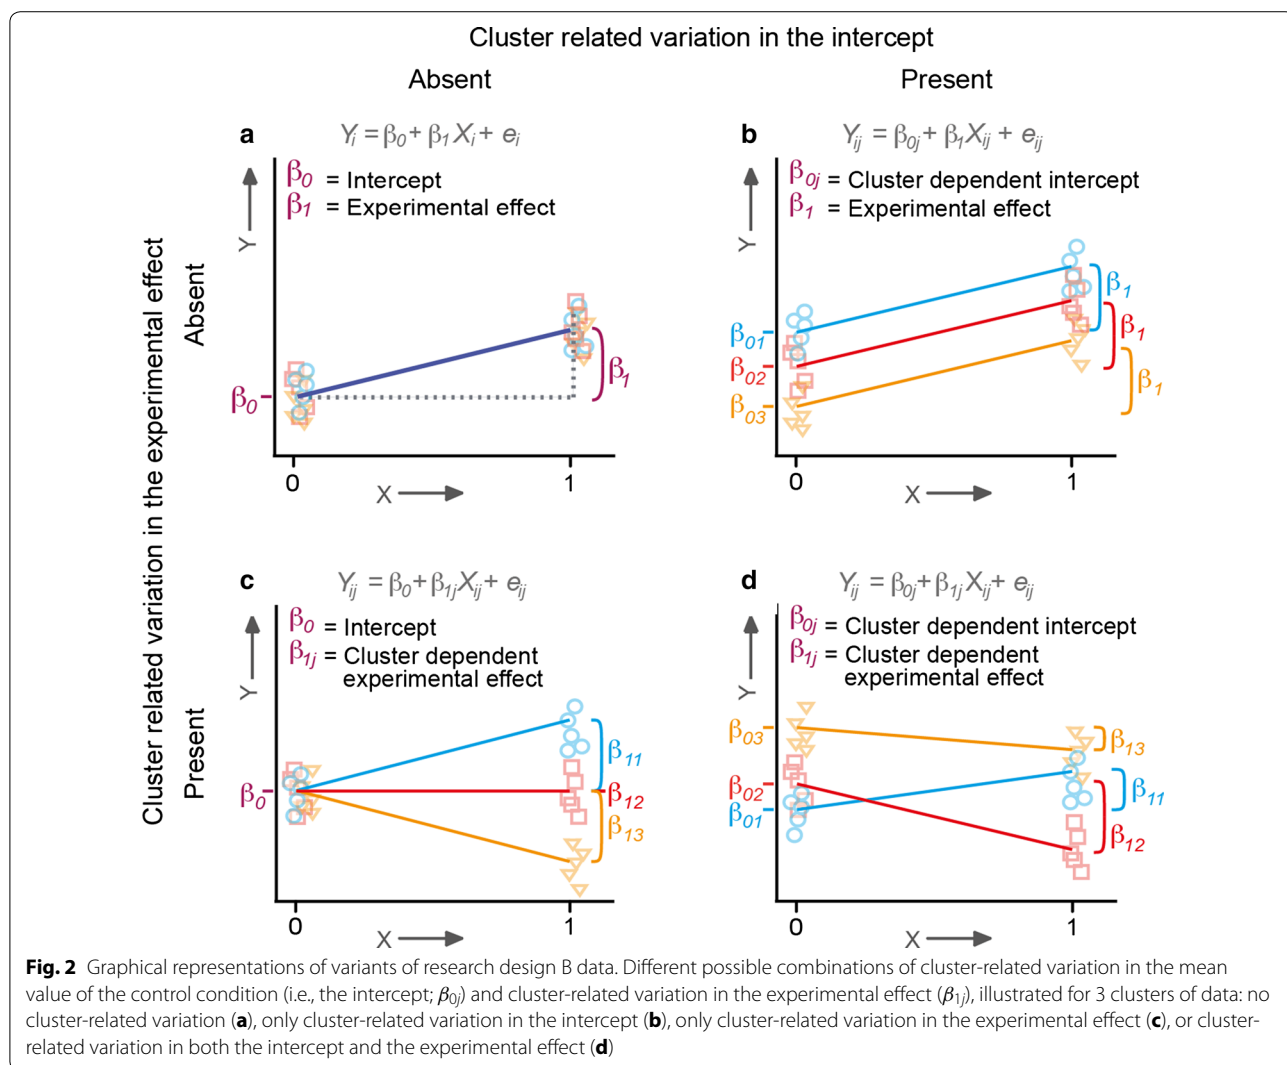 Cluster related variation in the intercept
Absent
Present
Cluster related variation in the experimental effect
Absent
Present
a
Yi = β0 + β1Xi + ei
β0 = Intercept
β1 = Experimental effect
Y
β0
β1
0
1
X
b
Yij = β0j + β1Xij + eij
β0j = Cluster dependent intercept
β1 = Experimental effect
Y
β01
β02
β03
β1
β1
β1
0
1
X
c
Yij = β0 + β1jXij + eij
β0 = Intercept
β1j = Cluster dependent
experimental effect
Y
β0
β11
β12
β13
0
1
X
d
Yij = β0j + β1jXij + eij
β0j = Cluster dependent intercept
β1j = Cluster dependent
experimental effect
Y
β03
β02
β01
β13
β11
β12
0
1
X
Fig. 2 Graphical representations of variants of research design B data. Different possible combinations of cluster-related variation in the mean
value of the control condition (i.e., the intercept; β0j) and cluster-related variation in the experimental effect (β1j), illustrated for 3 clusters of data: no
cluster-related variation (a), only cluster-related variation in the intercept (b), only cluster-related variation in the experimental effect (c), or cluster-
related variation in both the intercept and the experimental effect (d)